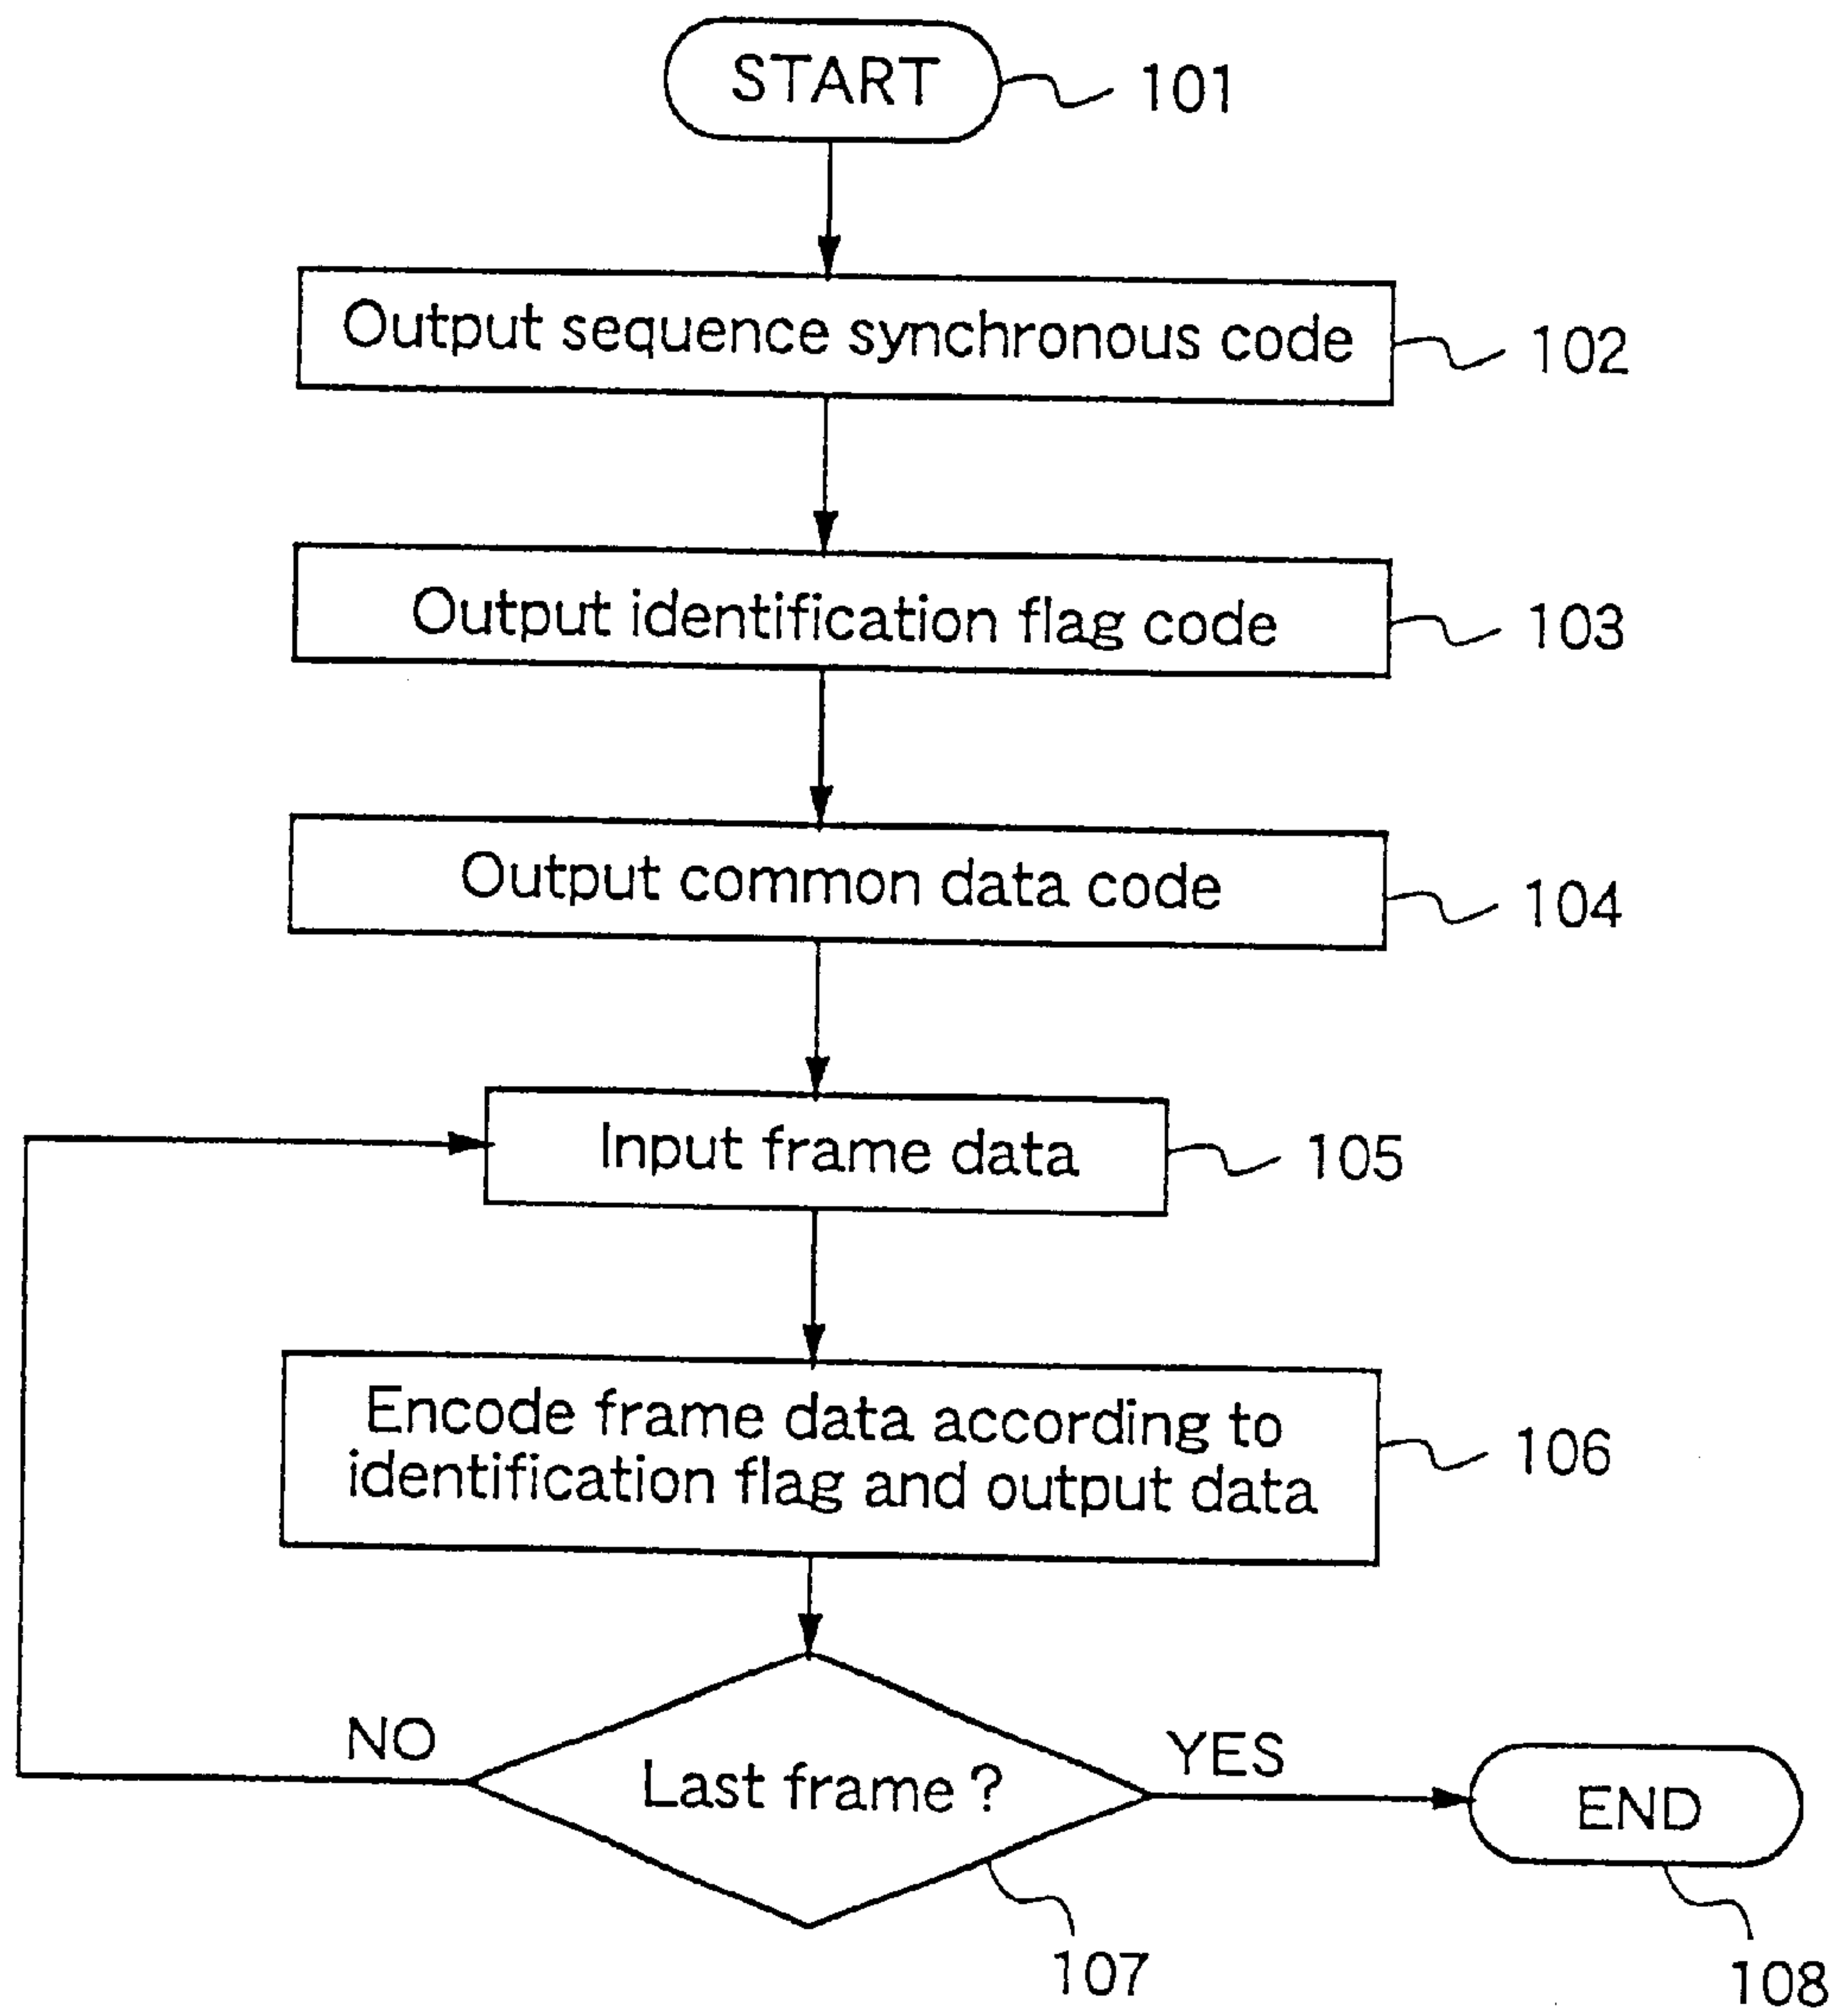 START
101
Output sequence synchronous code
102
Output identification flag code
103
Output common data code
104
Input frame data
105
Encode frame data according to
identification flag and output data
106
NO
Last frame ?
YES
END
107
108